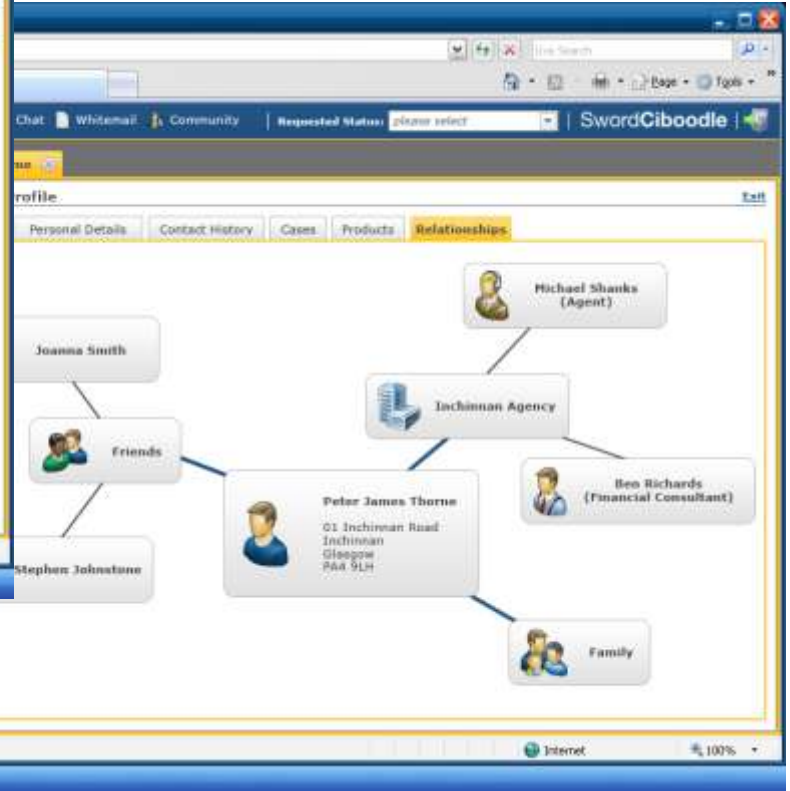 Live Search
Page
Tools
Chat
Whitemail
Community
Requested Status:
please select
SwordCiboodle
rofile
Exit
Personal Details
Contact History
Cases
Products
Relationships
Michael Shanks
(Agent)
Joanna Smith
Inchinnan Agency
Friends
Ben Richards
(Financial Consultant)
Peter James Thorne
01 Inchinnan Road
Inchinnan
Glasgow
PA4 9LH
Stephen Johnstone
Family
Internet
100%